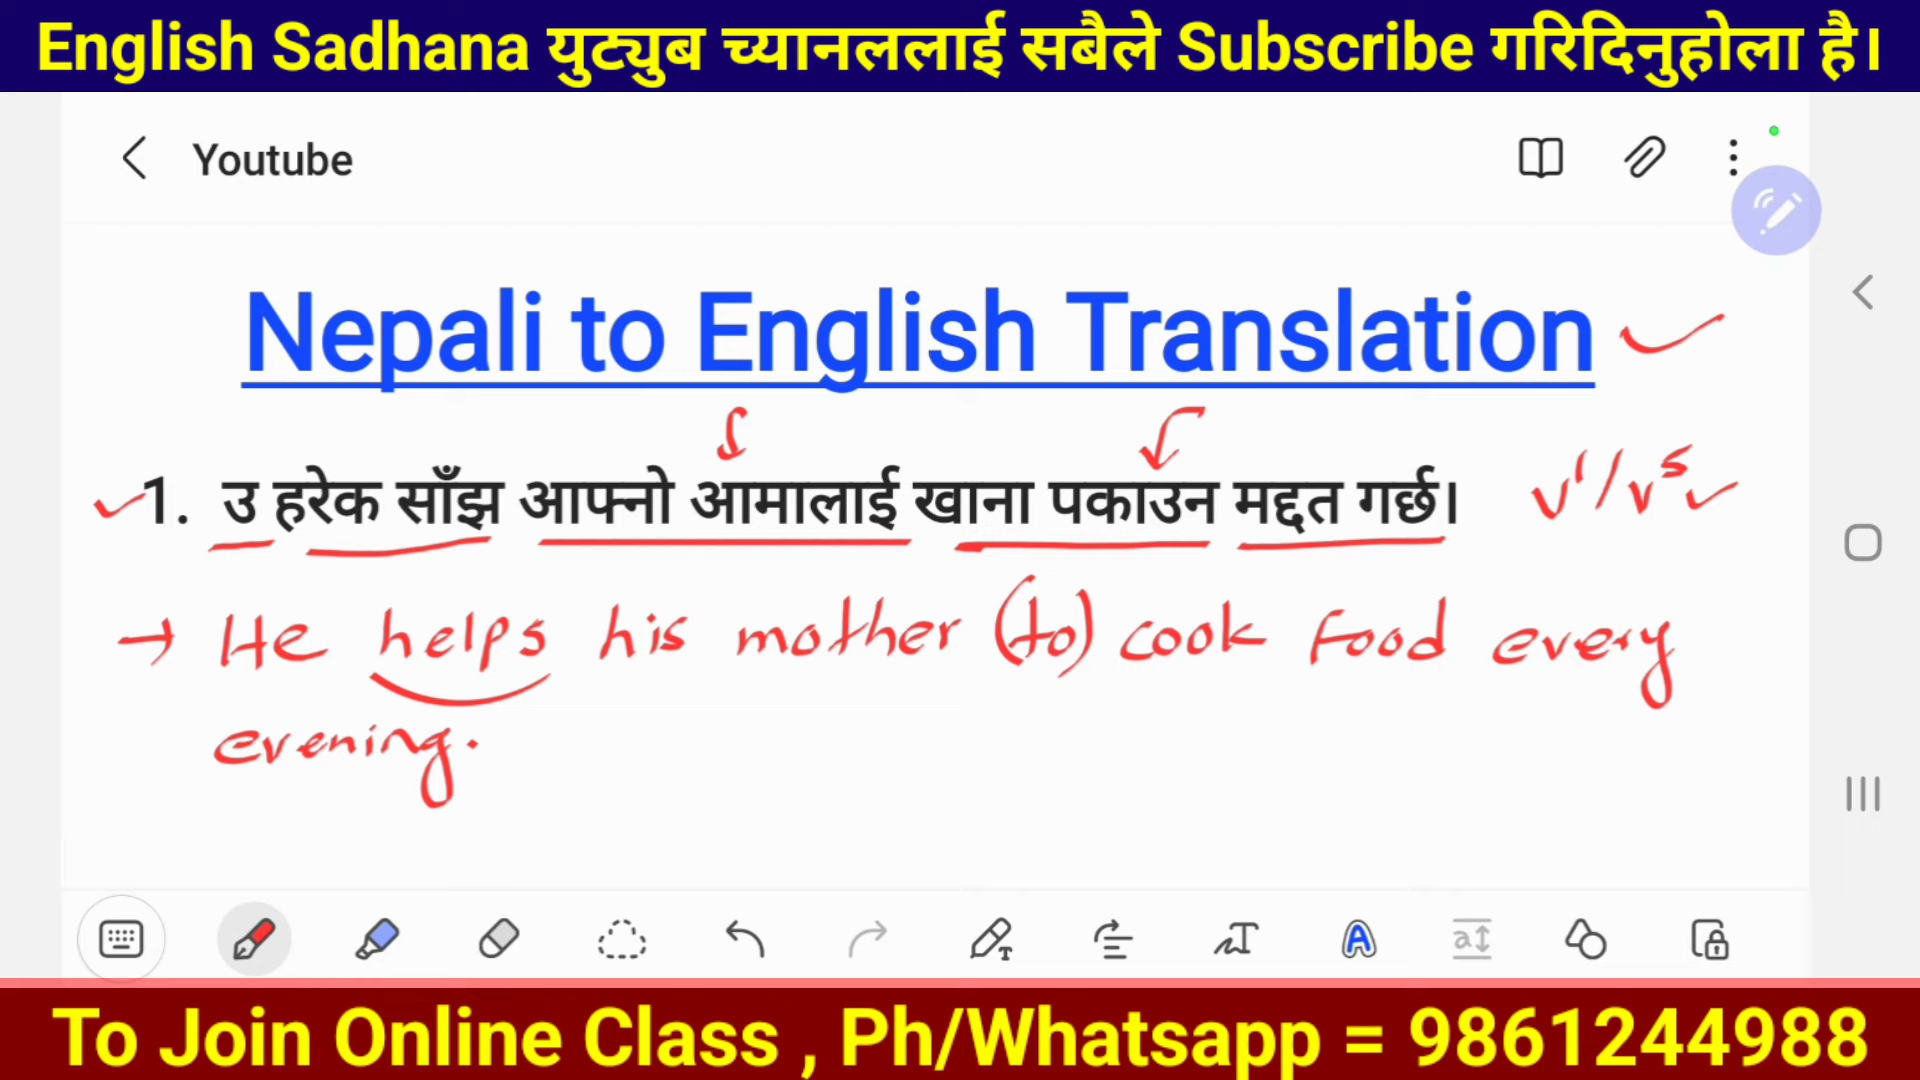 English Sadhana युट्युब च्यानललाई सबैले Subscribe गरिदिनुहोला है।
Youtube
Nepali to English Translation
1. उ हरेक साँझ आफ्नो आमालाई खाना पकाउन मद्दत गर्छ। v¹/v⁵
→ He helps his mother (to) cook food every
evening.
To Join Online Class , Ph/Whatsapp = 9861244988